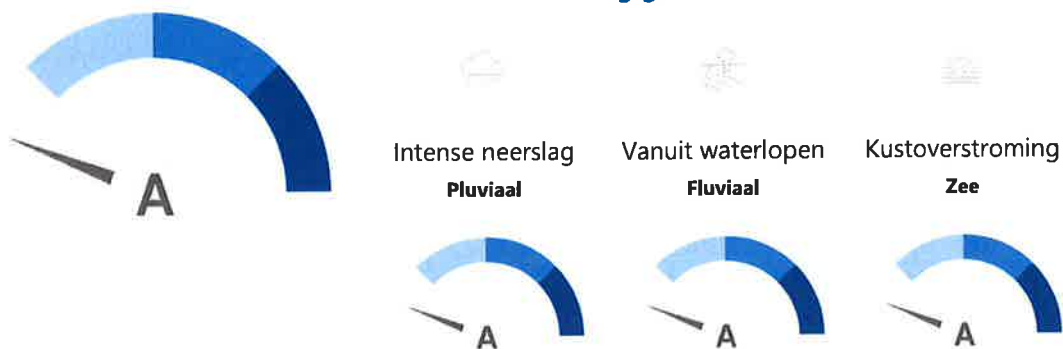 Intense neerslag
Pluviaal
Vanuit waterlopen
Fluviaal
Kustoverstroming
Zee
A
A
A
A